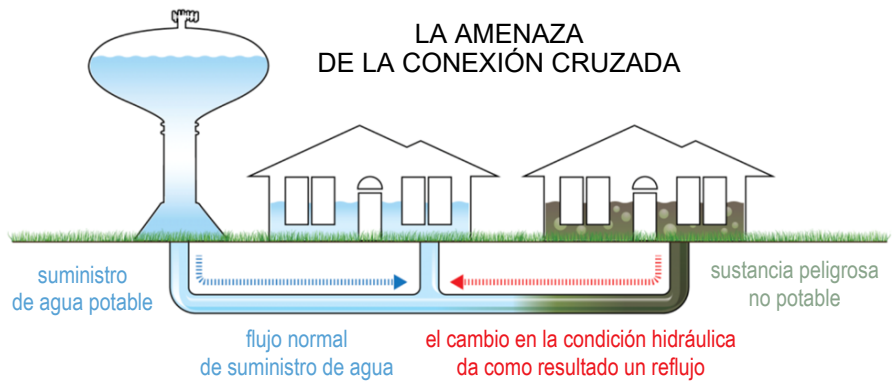 LA AMENAZA
DE LA CONEXIÓN CRUZADA
suministro
de agua potable
flujo normal
de suministro de agua
el cambio en la condición hidráulica
da como resultado un reflujo
sustancia peligrosa
no potable